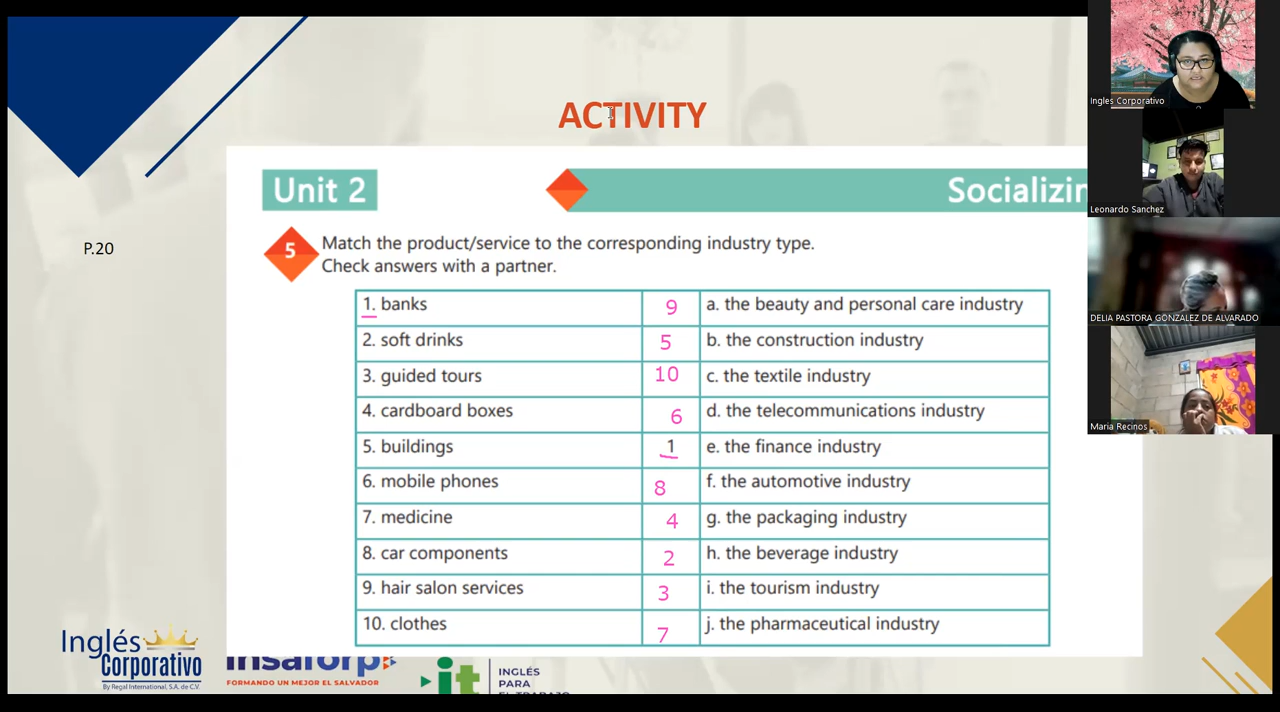 ACTIVITY
Unit 2
Socializin
P.20
5
Match the product/service to the corresponding industry type.
Check answers with a partner.
1. banks 9 a. the beauty and personal care industry
2. soft drinks 5 b. the construction industry
3. guided tours 10 c. the textile industry
4. cardboard boxes 6 d. the telecommunications industry
5. buildings 1 e. the finance industry
6. mobile phones 8 f. the automotive industry
7. medicine 4 g. the packaging industry
8. car components 2 h. the beverage industry
9. hair salon services 3 i. the tourism industry
10. clothes 7 j. the pharmaceutical industry
Inglés
Corporativo
By Regal International, S.A. de C.V.
insaforp
FORMANDO UN MEJOR EL SALVADOR
it
INGLÉS
PARA
EL TRABAJO
Ingles Corporativo
Leonardo Sanchez
DELIA PASTORA GONZALEZ DE ALVARADO
Maria Recinos